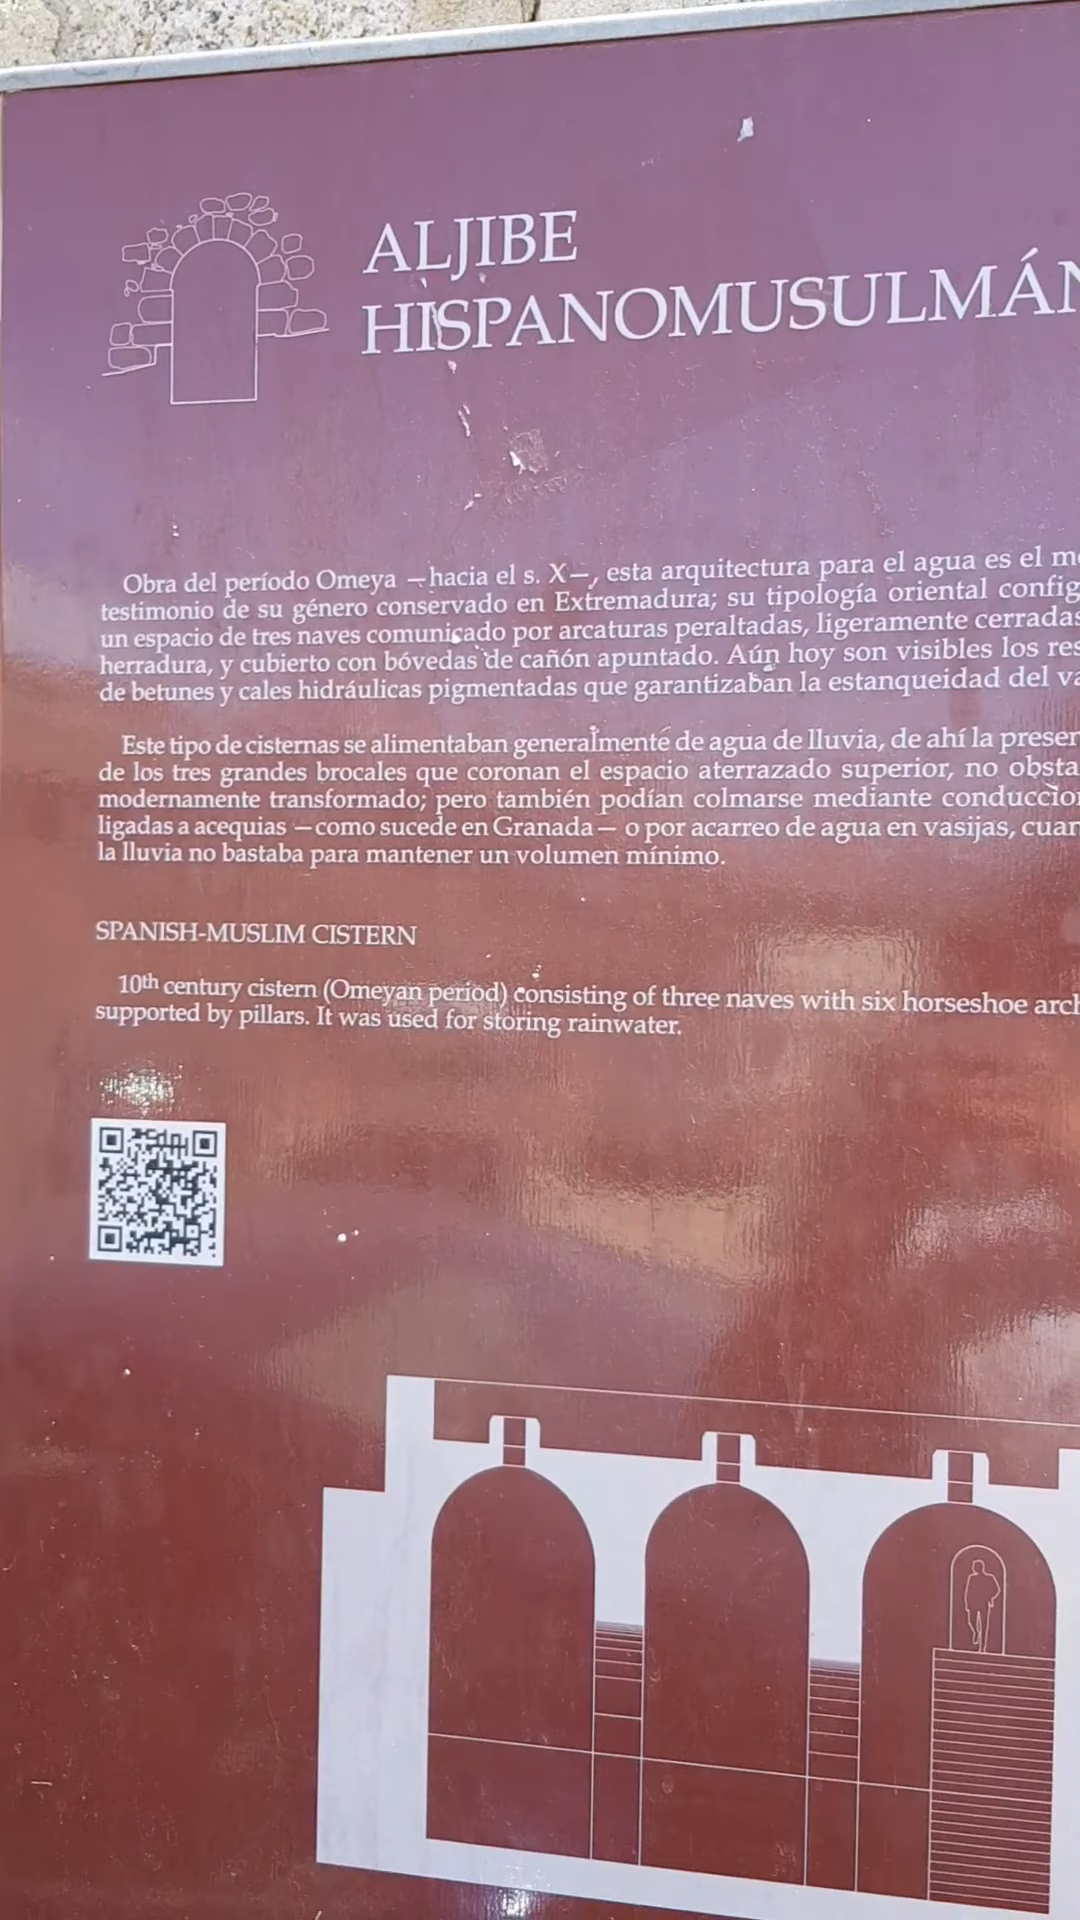 ALJIBE
HISPANOMUSULMÁN
Obra del período Omeya —hacia el s. X—, esta arquitectura para el agua es el
testimonio de su género conservado en Extremadura; su tipología oriental
un espacio de tres naves comunicado por arcaturas peraltadas, ligeramente cerradas
herradura, y cubierto con bóvedas de cañón apuntado. Aún hoy son visibles los
de betunes y cales hidráulicas pigmentadas que garantizaban la estanqueidad del
Este tipo de cisternas se alimentaban generalmente de agua de lluvia, de ahí la
de los tres grandes brocales que coronan el espacio aterrazado superior, no
modernamente transformado; pero también podían colmarse mediante
ligadas a acequias —como sucede en Granada— o por acarreo de agua en vasijas,
la lluvia no bastaba para mantener un volumen mínimo.
SPANISH-MUSLIM CISTERN
10th century cistern (Omeyan period) consisting of three naves with six horseshoe
supported by pillars. It was used for storing rainwater.